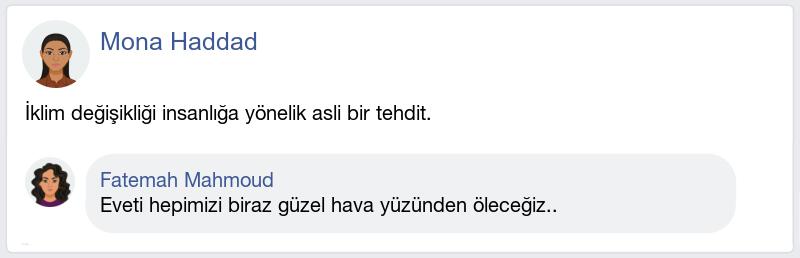 Mona Haddad
İklim değişikliği insanlığa yönelik asli bir tehdit.
Fatemah Mahmoud
Eveti hepimizi biraz güzel hava yüzünden öleceğiz..